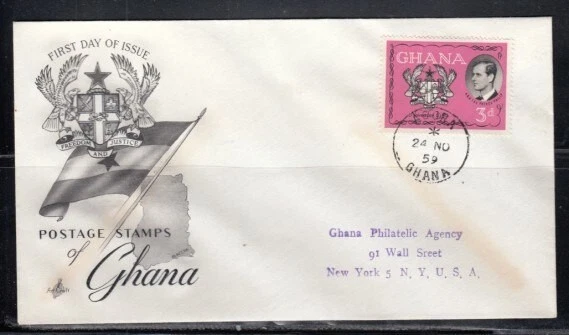 FIRST DAY OF ISSUE
FREEDOM AND JUSTICE
POSTAGE STAMPS
of
Ghana
GHANA
3d
*
24 NO
59
GHANA
Ghana Philatelic Agency
91 Wall Sreet
New York 5 N, Y, U. S. A,